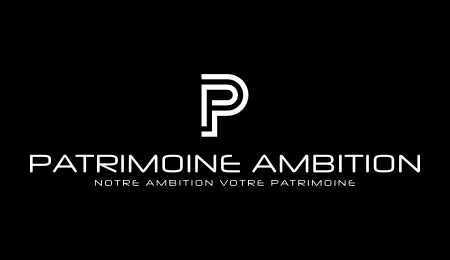 P
PATRIMOINE AMBITION
NOTRE AMBITION VOTRE PATRIMOINE